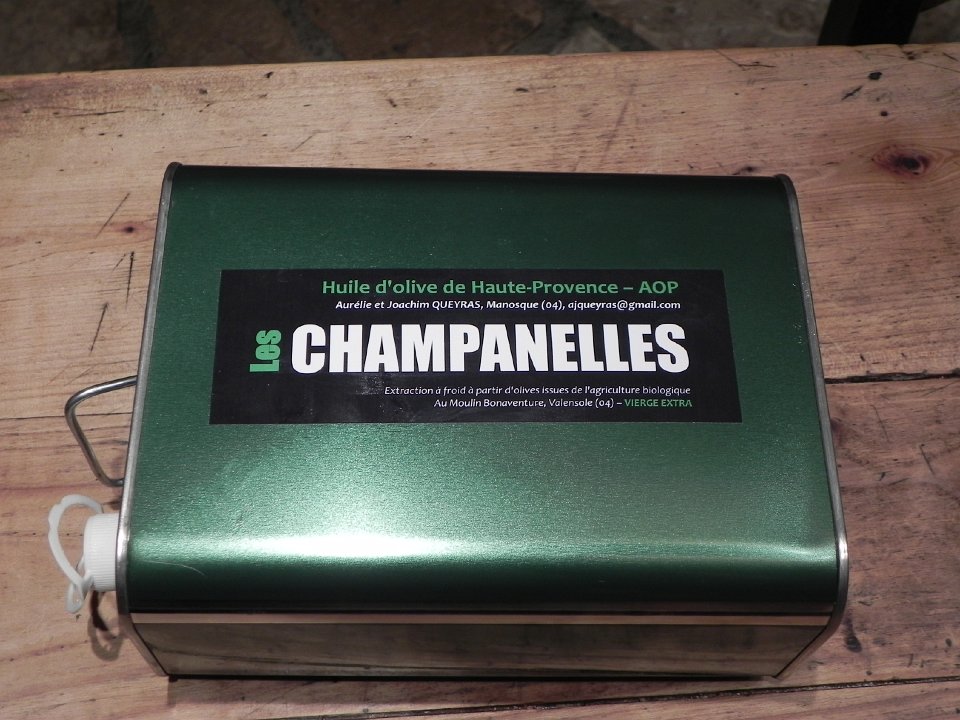 Huile d'olive de Haute-Provence – AOP
Aurélie et Joachim QUEYRAS, Manosque (04), ajqueyras@gmail.com
Les CHAMPANELLES
Extraction à froid à partir d'olives issues de l'agriculture biologique
Au Moulin Bonaventure, Valensole (04) – VIERGE EXTRA